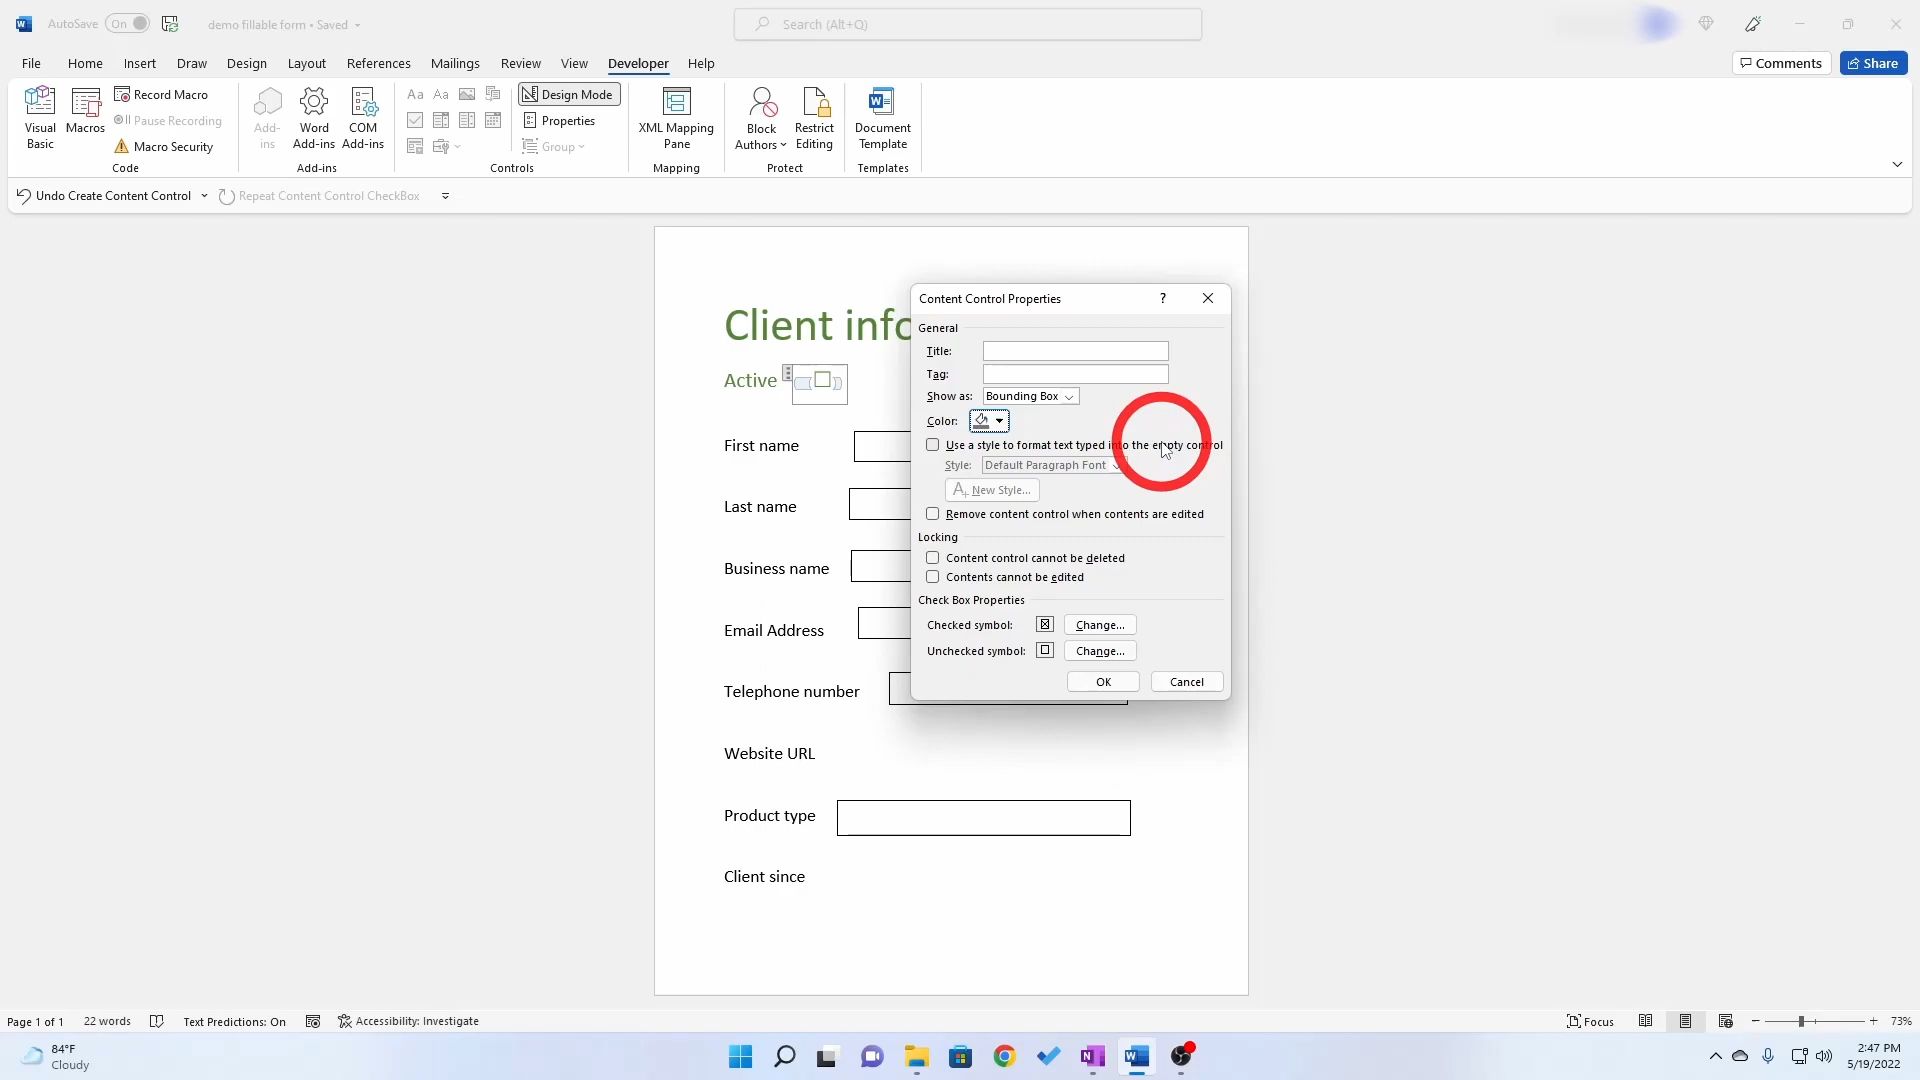 AutoSave On demo fillable form • Saved Search (Alt+Q)
File Home Insert Draw Design Layout References Mailings Review View Developer Help Comments Share
Visual Basic
Macros
Record Macro
Pause Recording
Macro Security
Code
Add-ins
Word Add-ins
COM Add-ins
Add-ins
Aa Aa
Design Mode
Properties
Group
Controls
XML Mapping Pane
Mapping
Block Authors
Restrict Editing
Protect
Document Template
Templates
Undo Create Content Control Repeat Content Control CheckBox
Client info
Active
First name
Last name
Business name
Email Address
Telephone number
Website URL
Product type
Client since
Content Control Properties ?
General
Title:
Tag:
Show as: Bounding Box
Color:
Use a style to format text typed into the empty control
Style: Default Paragraph Font
New Style...
Remove content control when contents are edited
Locking
Content control cannot be deleted
Contents cannot be edited
Check Box Properties
Checked symbol: Change...
Unchecked symbol: Change...
OK Cancel
Page 1 of 1 22 words Text Predictions: On Accessibility: Investigate Focus 73%
84°F
Cloudy
2:47 PM
5/19/2022